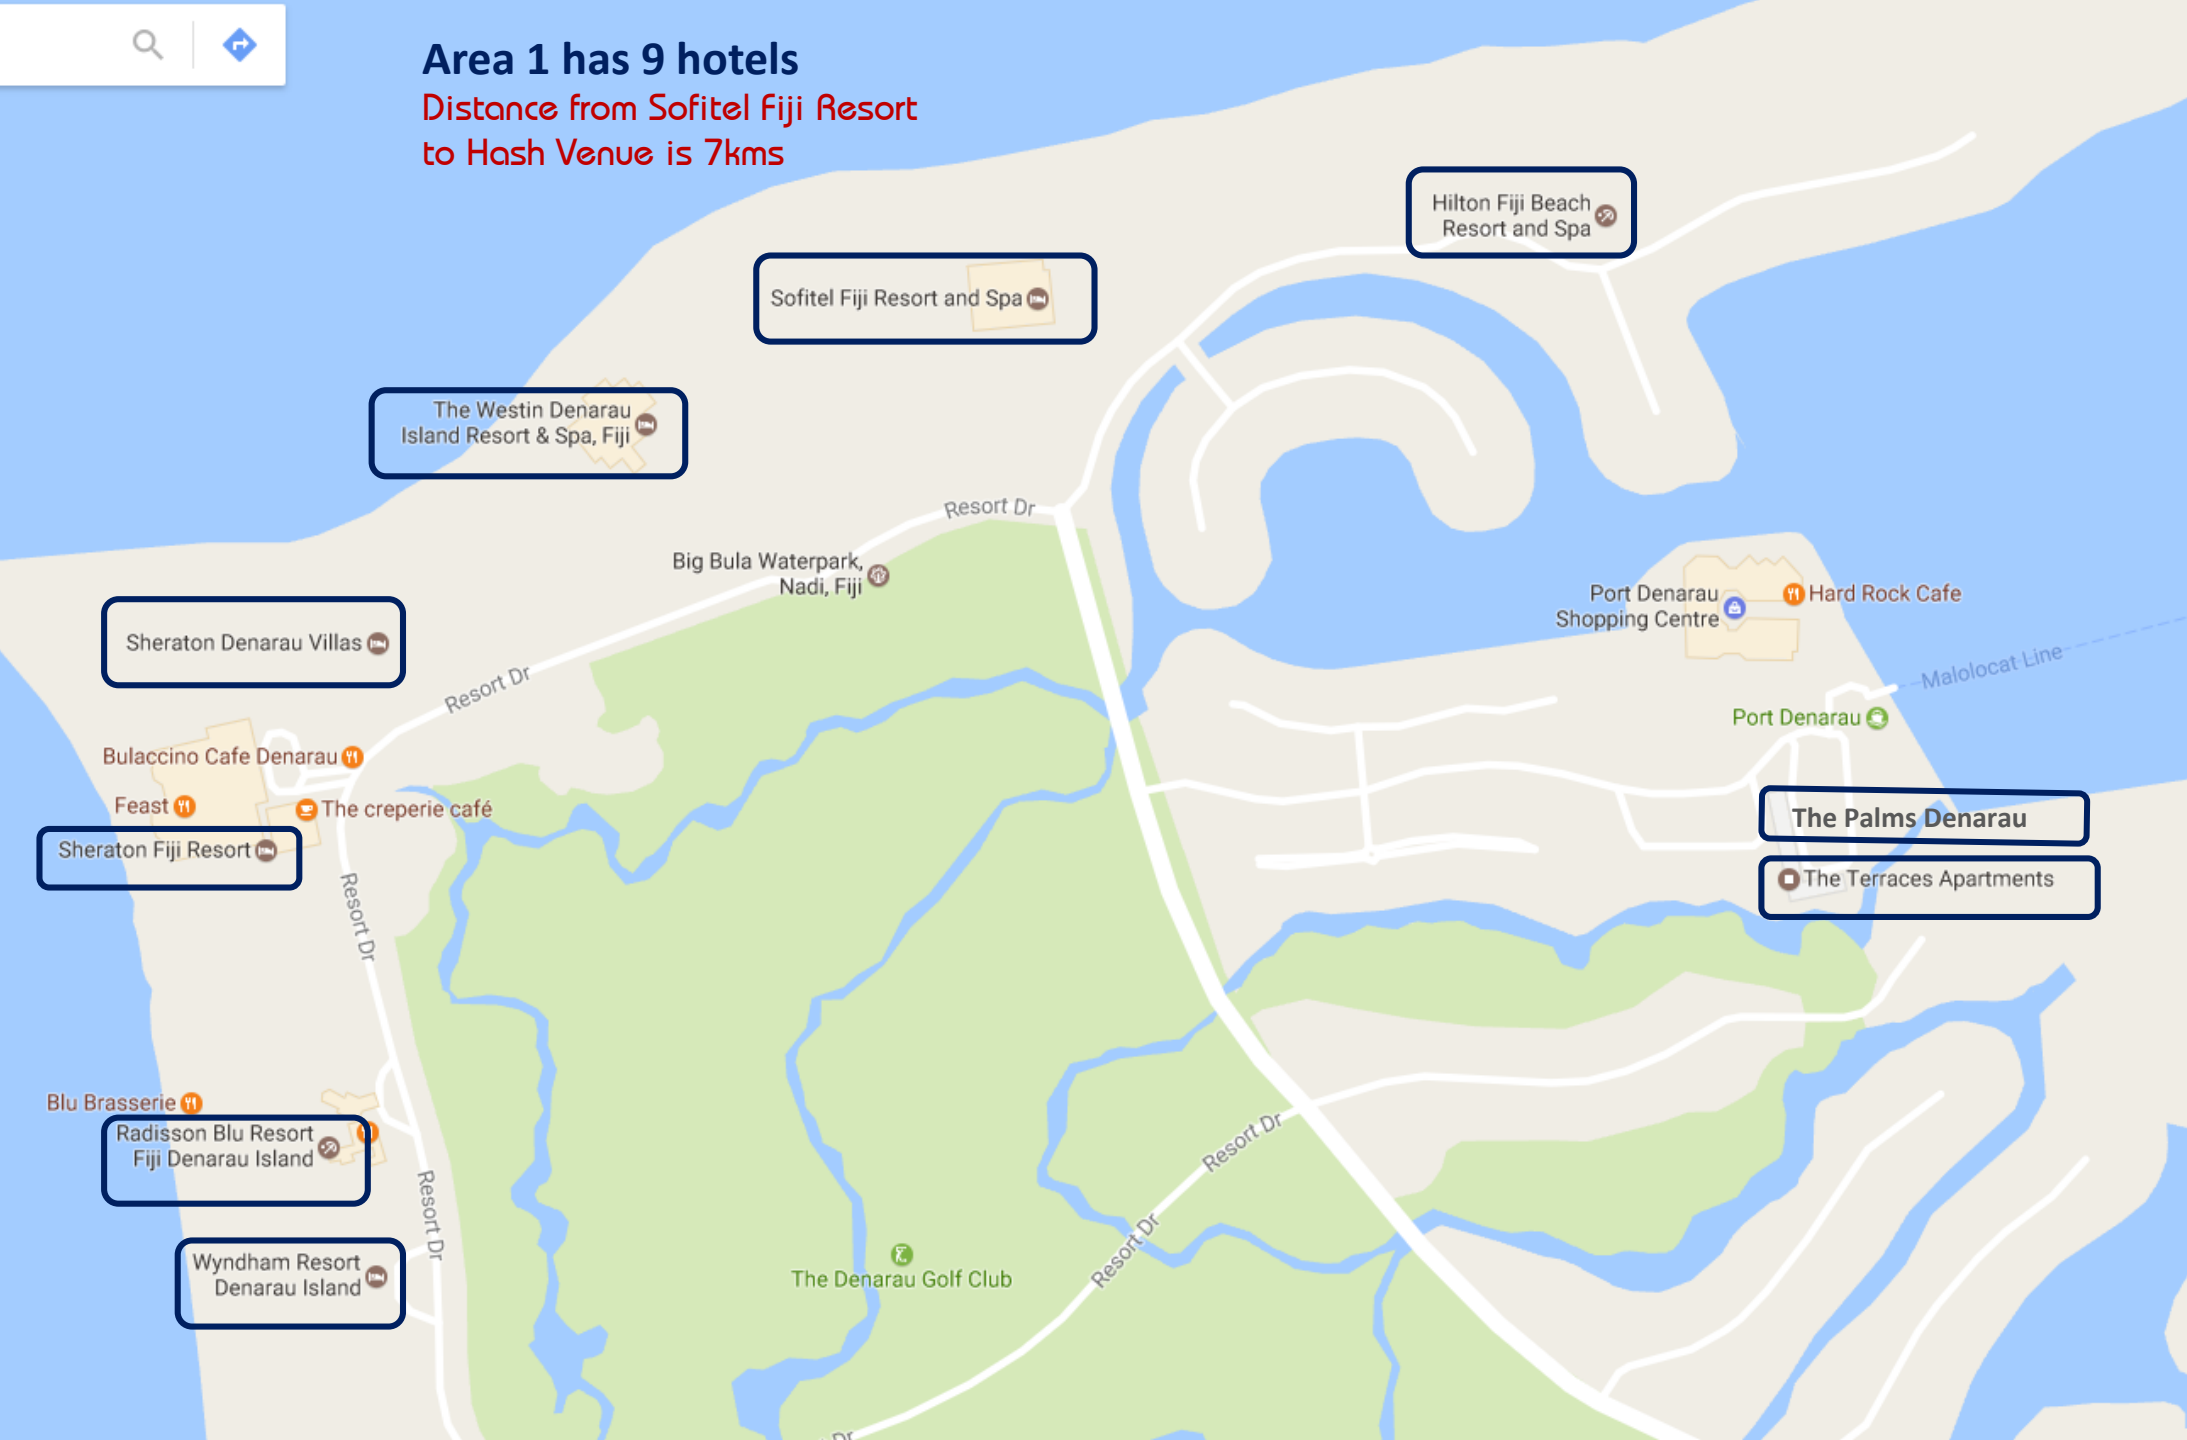 Area 1 has 9 hotels
Distance from Sofitel Fiji Resort
to Hash Venue is 7kms
Hilton Fiji Beach
Resort and Spa
Sofitel Fiji Resort and Spa
The Westin Denarau
Island Resort & Spa, Fiji
Resort Dr
Big Bula Waterpark,
Nadi, Fiji
Port Denarau
Shopping Centre
Hard Rock Cafe
Sheraton Denarau Villas
Resort Dr
Malolocat Line
Port Denarau
Bulaccino Cafe Denarau
Feast
The creperie café
The Palms Denarau
Sheraton Fiji Resort
The Terraces Apartments
Resort Dr
Blu Brasserie
Radisson Blu Resort
Fiji Denarau Island
Resort Dr
Resort Dr
Wyndham Resort
Denarau Island
Resort Dr
The Denarau Golf Club
Dr